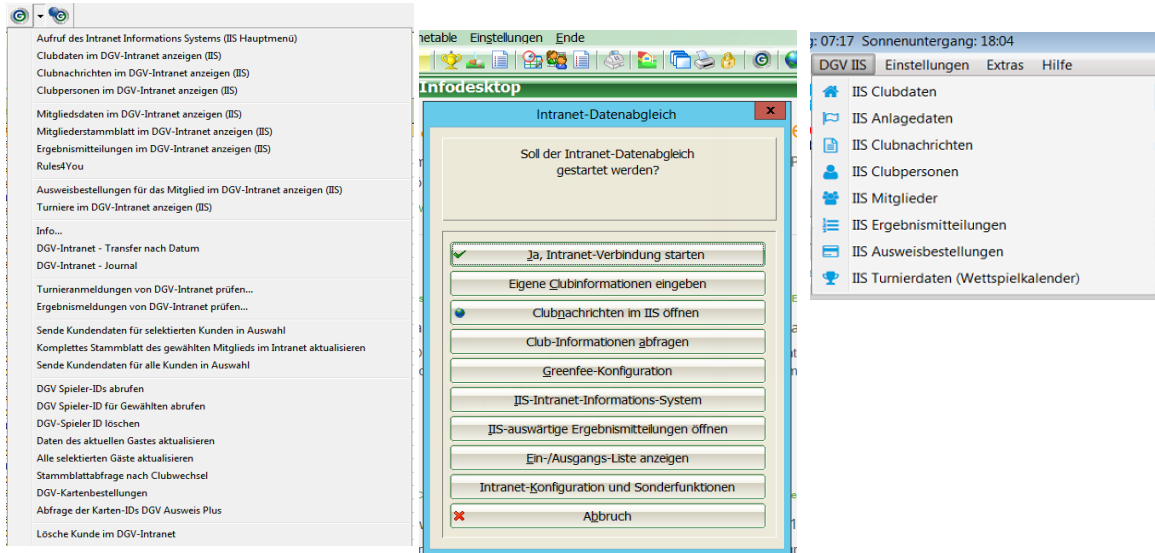 Aufruf des Intranet Informations Systems (IIS Hauptmenü)
Clubdaten im DGV-Intranet anzeigen (IIS)
Clubnachrichten im DGV-Intranet anzeigen (IIS)
Clubpersonen im DGV-Intranet anzeigen (IIS)
Mitgliedsdaten im DGV-Intranet anzeigen (IIS)
Mitgliederstammblatt im DGV-Intranet anzeigen (IIS)
Ergebnismitteilungen im DGV-Intranet anzeigen (IIS)
Rules4You
Ausweisbestellungen für das Mitglied im DGV-Intranet anzeigen (IIS)
Turniere im DGV-Intranet anzeigen (IIS)
Info...
DGV-Intranet - Transfer nach Datum
DGV-Intranet - Journal
Turnieranmeldungen von DGV-Intranet prüfen...
Ergebnismeldungen von DGV-Intranet prüfen...
Sende Kundendaten für selektierten Kunden in Auswahl
Komplettes Stammblatt des gewählten Mitglieds im Intranet aktualisieren
Sende Kundendaten für alle Kunden in Auswahl
DGV Spieler-IDs abrufen
DGV Spieler-ID für Gewählten abrufen
DGV-Spieler ID löschen
Daten des aktuellen Gastes aktualisieren
Alle selektierten Gäste aktualisieren
Stammblattabfrage nach Clubwechsel
DGV-Kartenbestellungen
Abfrage der Karten-IDs DGV Ausweis Plus
Lösche Kunde im DGV-Intranet
netable Einstellungen Ende
Infodesktop
Intranet-Datenabgleich
x
Soll der Intranet-Datenabgleich
gestartet werden?
Ja, Intranet-Verbindung starten
Eigene Clubinformationen eingeben
Clubnachrichten im IIS öffnen
Club-Informationen abfragen
Greenfee-Konfiguration
IIS-Intranet-Informations-System
IIS-auswärtige Ergebnismitteilungen öffnen
Ein-/Ausgangs-Liste anzeigen
Intranet-Konfiguration und Sonderfunktionen
Abbruch
: 07:17 Sonnenuntergang: 18:04
DGV IIS Einstellungen Extras Hilfe
IIS Clubdaten
IIS Anlagedaten
IIS Clubnachrichten
IIS Clubpersonen
IIS Mitglieder
IIS Ergebnismitteilungen
IIS Ausweisbestellungen
IIS Turnierdaten (Wettspielkalender)